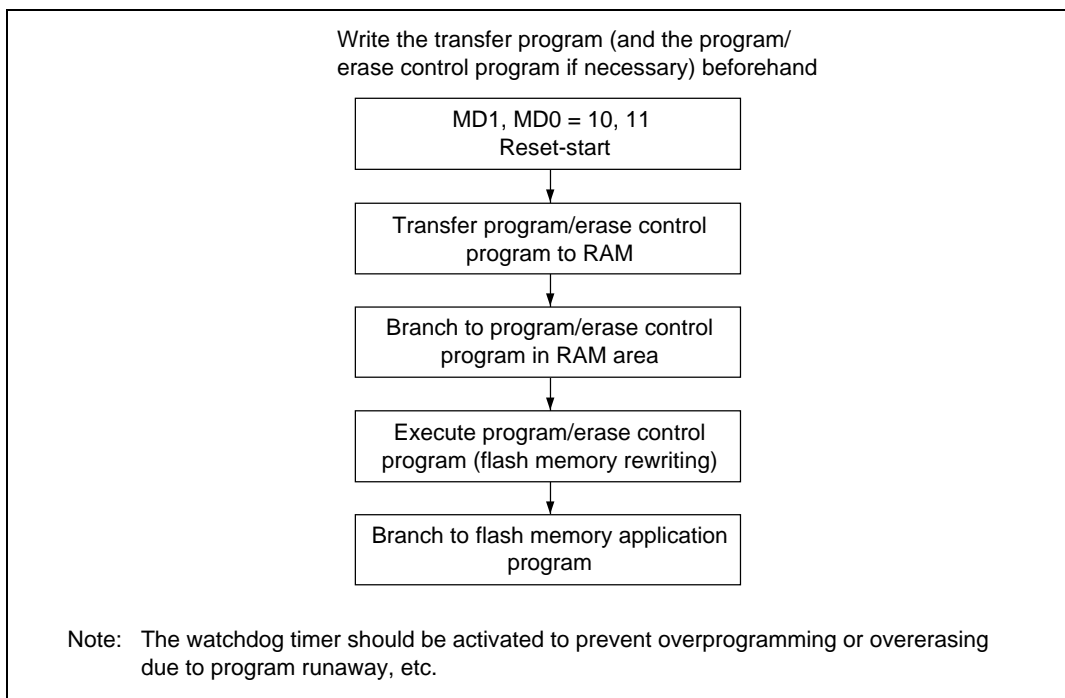 Write the transfer program (and the program/
erase control program if necessary) beforehand
MD1, MD0 = 10, 11
Reset-start
Transfer program/erase control
program to RAM
Branch to program/erase control
program in RAM area
Execute program/erase control
program (flash memory rewriting)
Branch to flash memory application
program
Note: The watchdog timer should be activated to prevent overprogramming or overerasing
due to program runaway, etc.